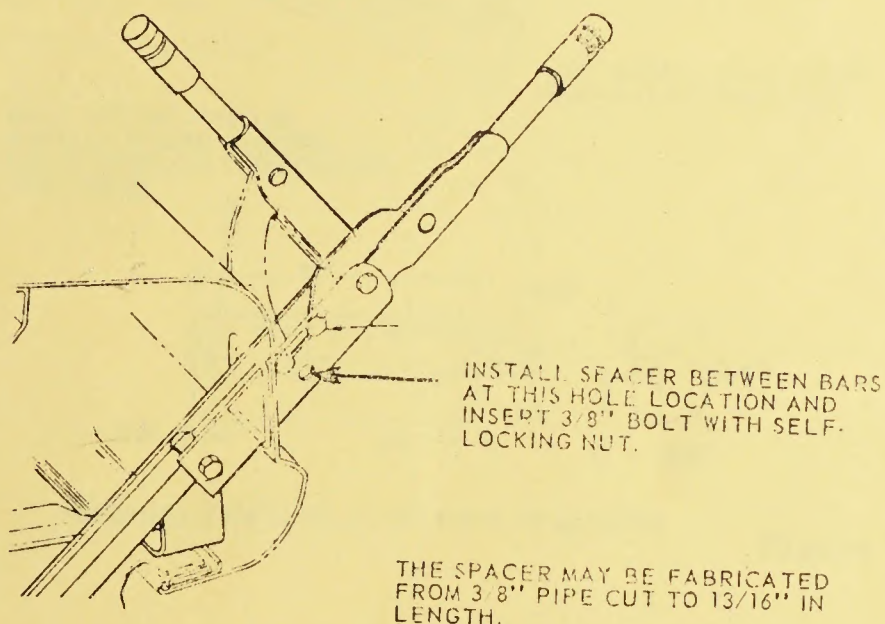 INSTALL SPACER BETWEEN BARS
AT THIS HOLE LOCATION AND
INSERT 3/8" BOLT WITH SELF-
LOCKING NUT.
THE SPACER MAY BE FABRICATED
FROM 3/8" PIPE CUT TO 13/16" IN
LENGTH.